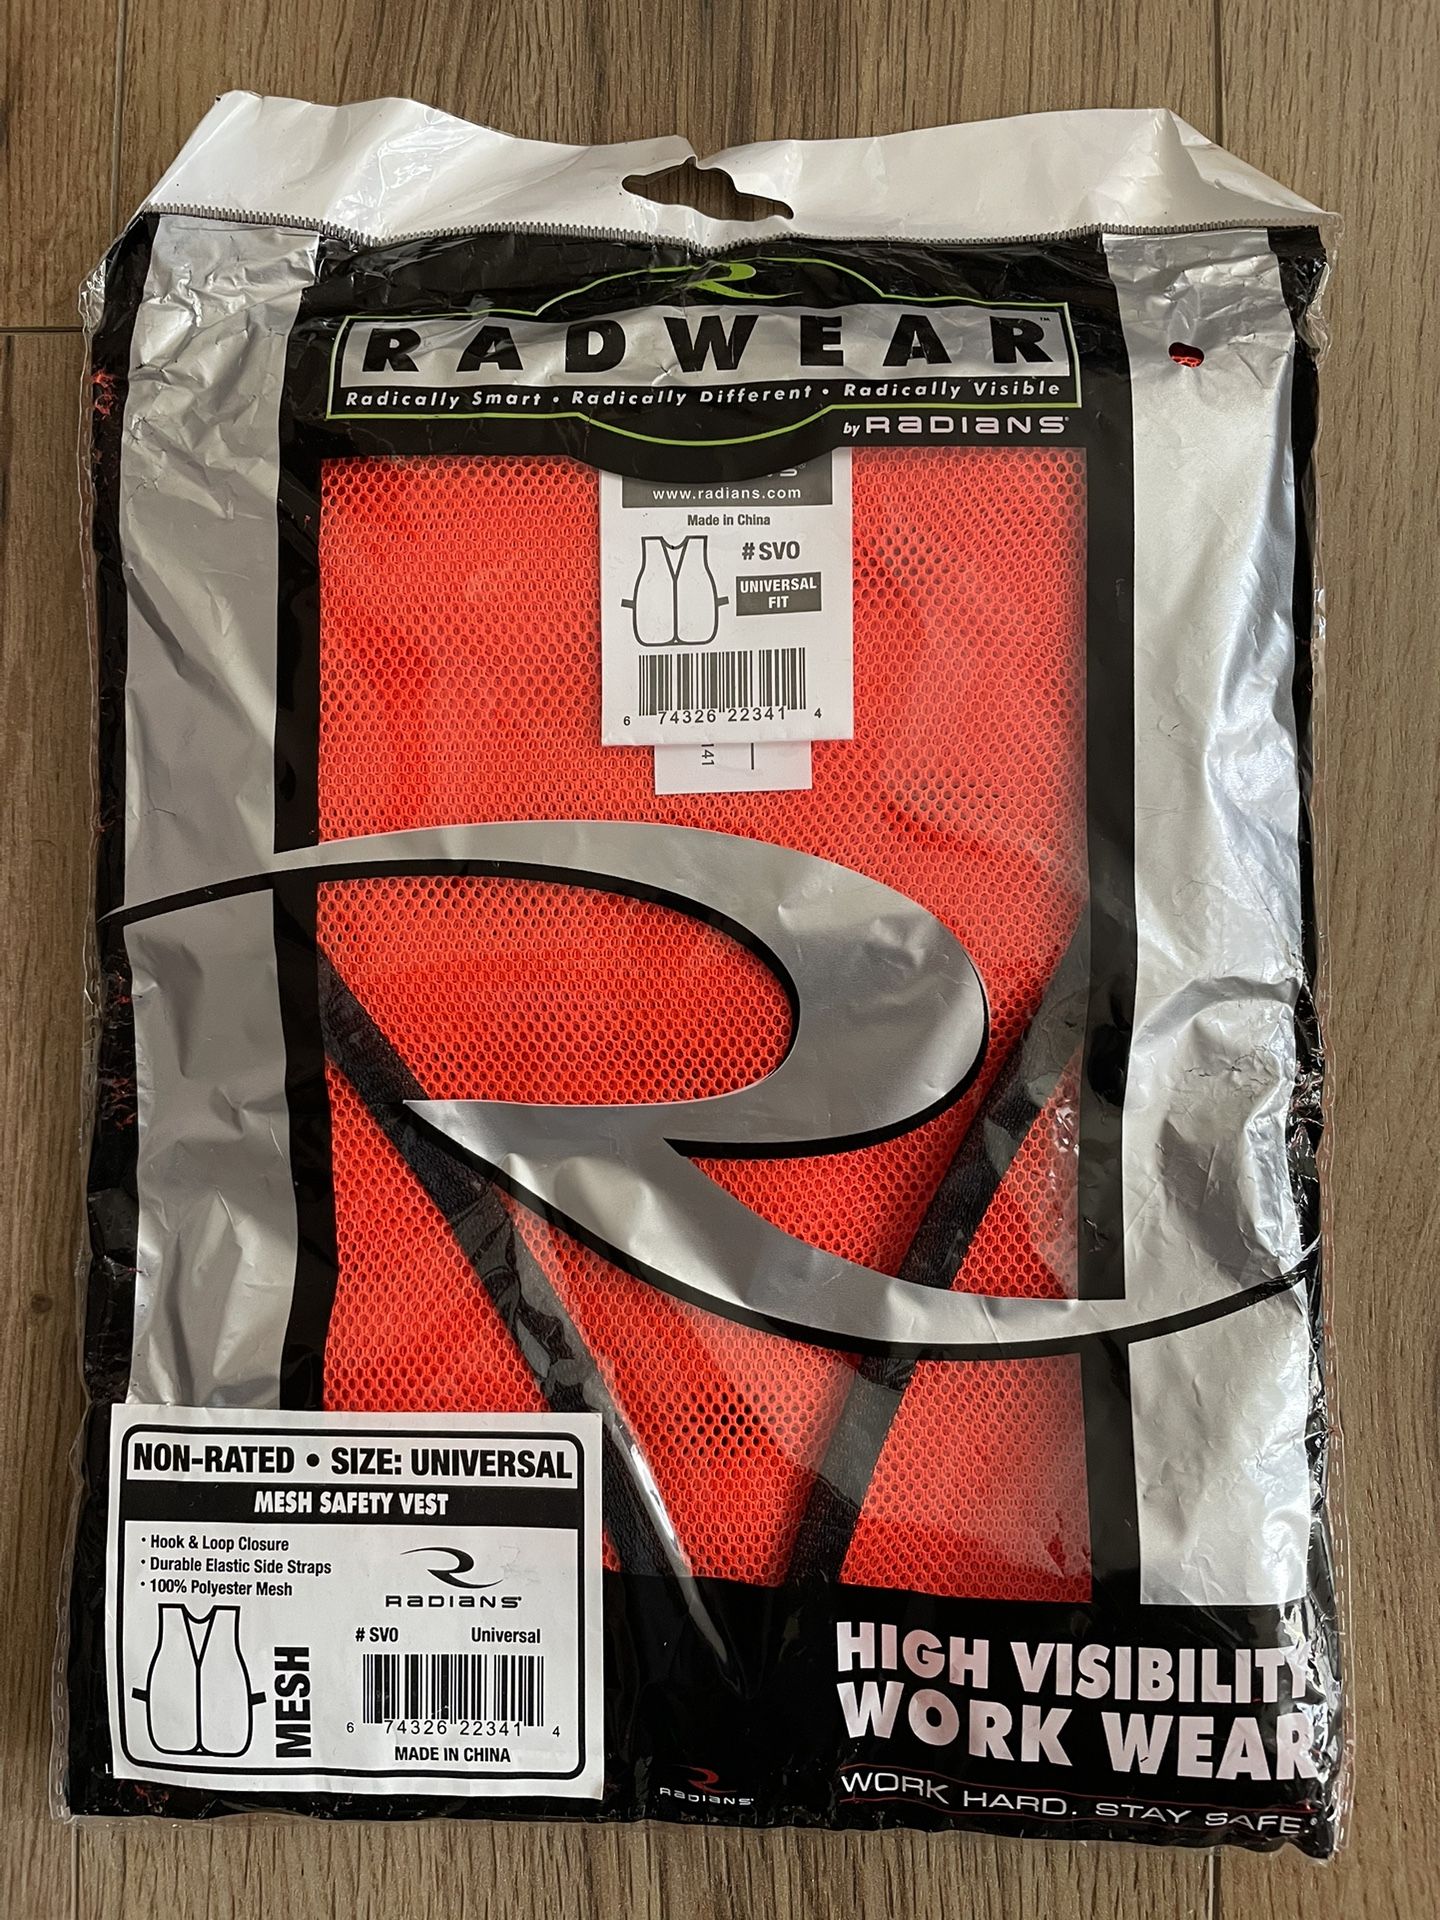 RADWEAR™
Radically Smart • Radically Different • Radically Visible
by RADIANS®
www.radians.com
Made in China
# SVO
UNIVERSAL
FIT
6 74326 22341 4
141
NON-RATED • SIZE: UNIVERSAL
MESH SAFETY VEST
• Hook & Loop Closure
• Durable Elastic Side Straps
• 100% Polyester Mesh
RADIANS®
# SVO Universal
MESH
6 74326 22341 4
MADE IN CHINA
RADIANS®
HIGH VISIBILITY
WORK WEAR
WORK HARD. STAY SAFE.®